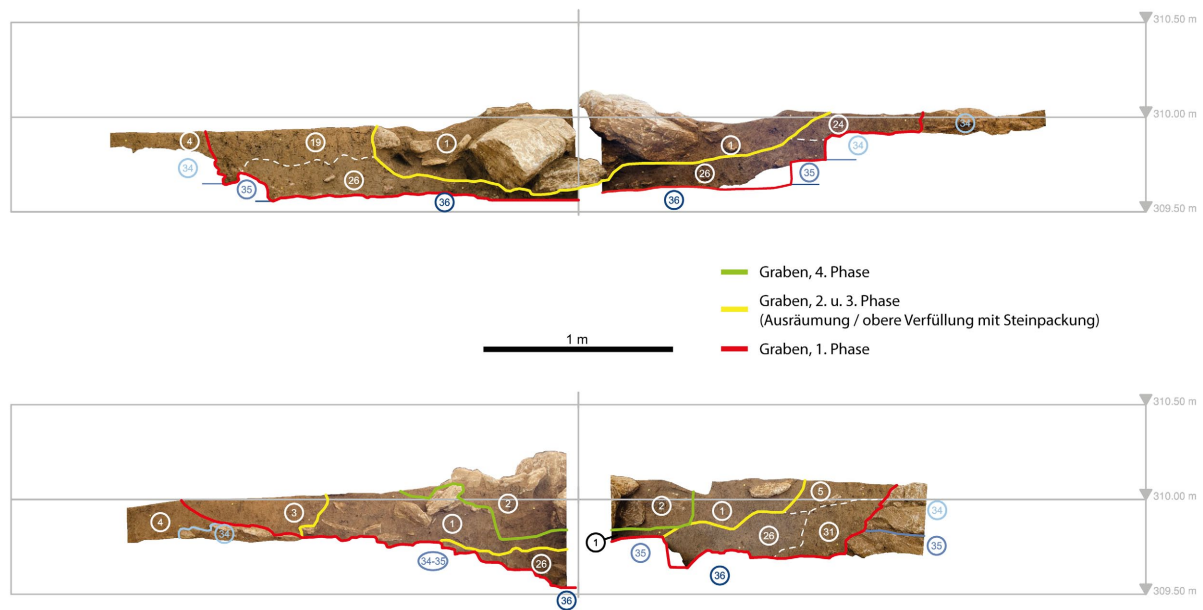 310.50 m
310.00 m
309.50 m
4
19
1
1
24
34
34
26
26
34
35
35
36
36
Graben, 4. Phase
Graben, 2. u. 3. Phase
(Ausräumung / obere Verfüllung mit Steinpackung)
Graben, 1. Phase
1 m
310.50 m
310.00 m
309.50 m
4
34
3
1
2
2
1
5
34
26
31
1
35
35
34-35
26
36
36